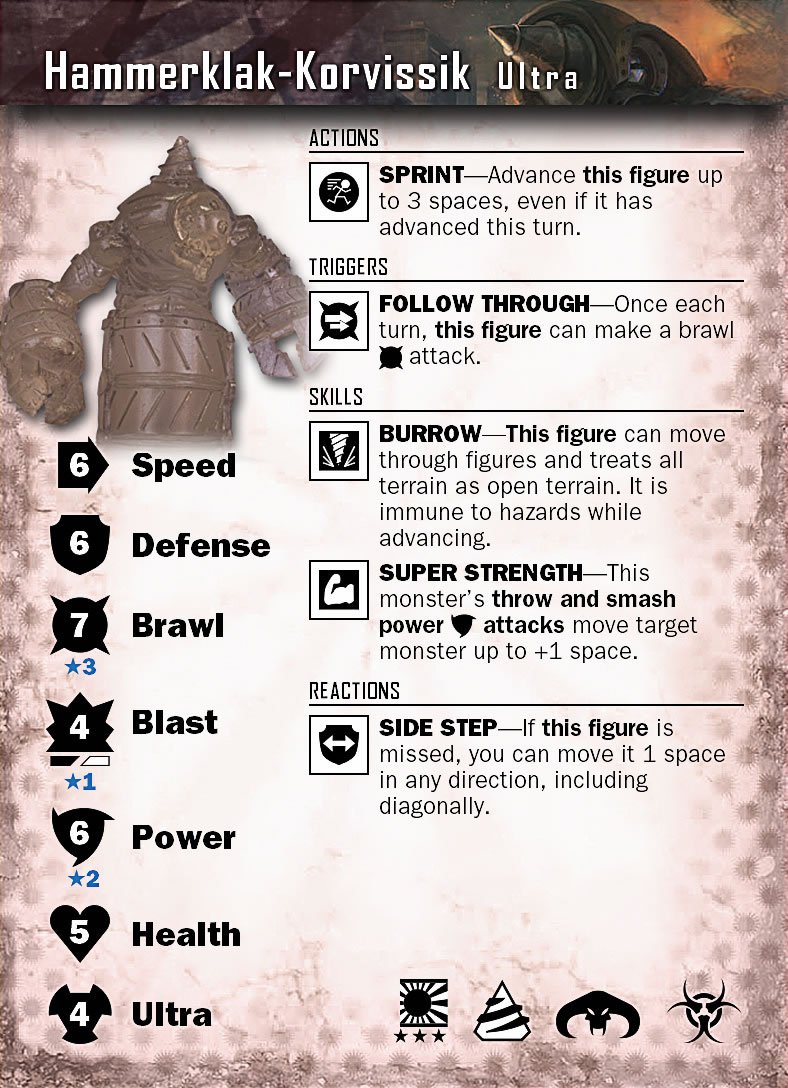 Hammerklak-Korvissik Ultra
ACTIONS
SPRINT—Advance this figure up
to 3 spaces, even if it has
advanced this turn.
TRIGGERS
FOLLOW THROUGH—Once each
turn, this figure can make a brawl
attack.
SKILLS
BURROW—This figure can move
through figures and treats all
terrain as open terrain. It is
immune to hazards while
advancing.
SUPER STRENGTH—This
monster's throw and smash
power attacks move target
monster up to +1 space.
REACTIONS
SIDE STEP—If this figure is
missed, you can move it 1 space
in any direction, including
diagonally.
6 Speed
6 Defense
7 Brawl
★3
4 Blast
★1
6 Power
★2
5 Health
4 Ultra
★★★